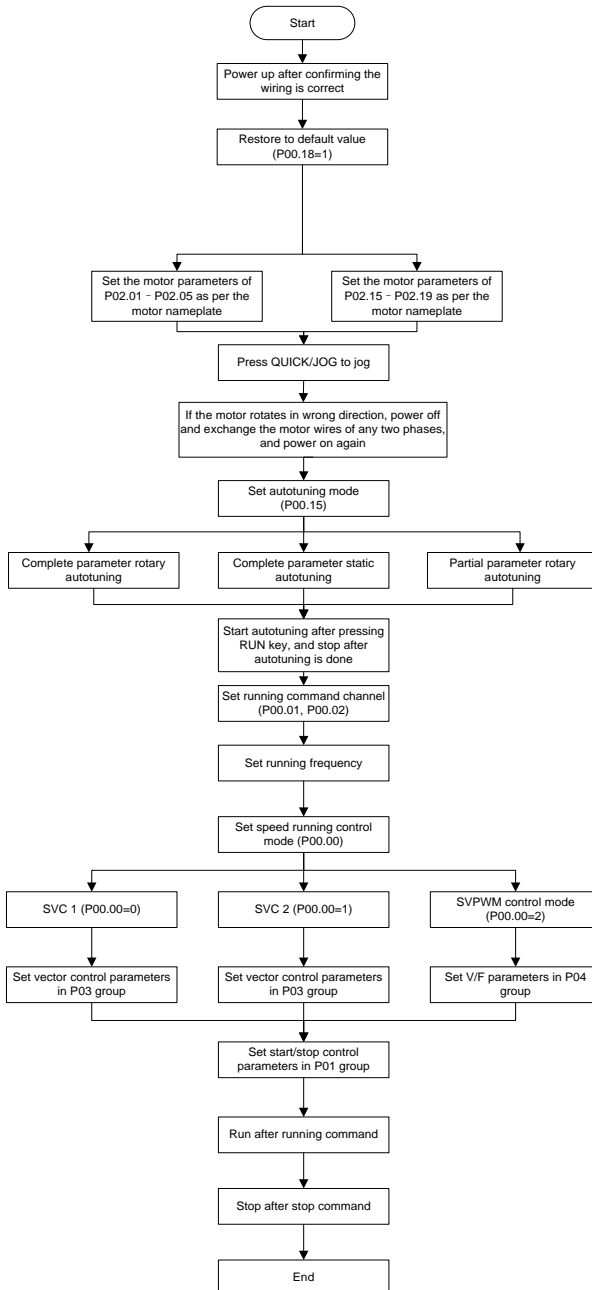 Start
Power up after confirming the
wiring is correct
Restore to default value
(P00.18=1)
Set the motor parameters of
P02.01﹣P02.05 as per the
motor nameplate
Set the motor parameters of
P02.15﹣P02.19 as per the
motor nameplate
Press QUICK/JOG to jog
If the motor rotates in wrong direction, power off
and exchange the motor wires of any two phases,
and power on again
Set autotuning mode
(P00.15)
Complete parameter rotary
autotuning
Complete parameter static
autotuning
Partial parameter rotary
autotuning
Start autotuning after pressing
RUN key, and stop after
autotuning is done
Set running command channel
(P00.01, P00.02)
Set running frequency
Set speed running control
mode (P00.00)
SVC 1 (P00.00=0)
SVC 2 (P00.00=1)
SVPWM control mode
(P00.00=2)
Set vector control parameters
in P03 group
Set vector control parameters
in P03 group
Set V/F parameters in P04
group
Set start/stop control
parameters in P01 group
Run after running command
Stop after stop command
End